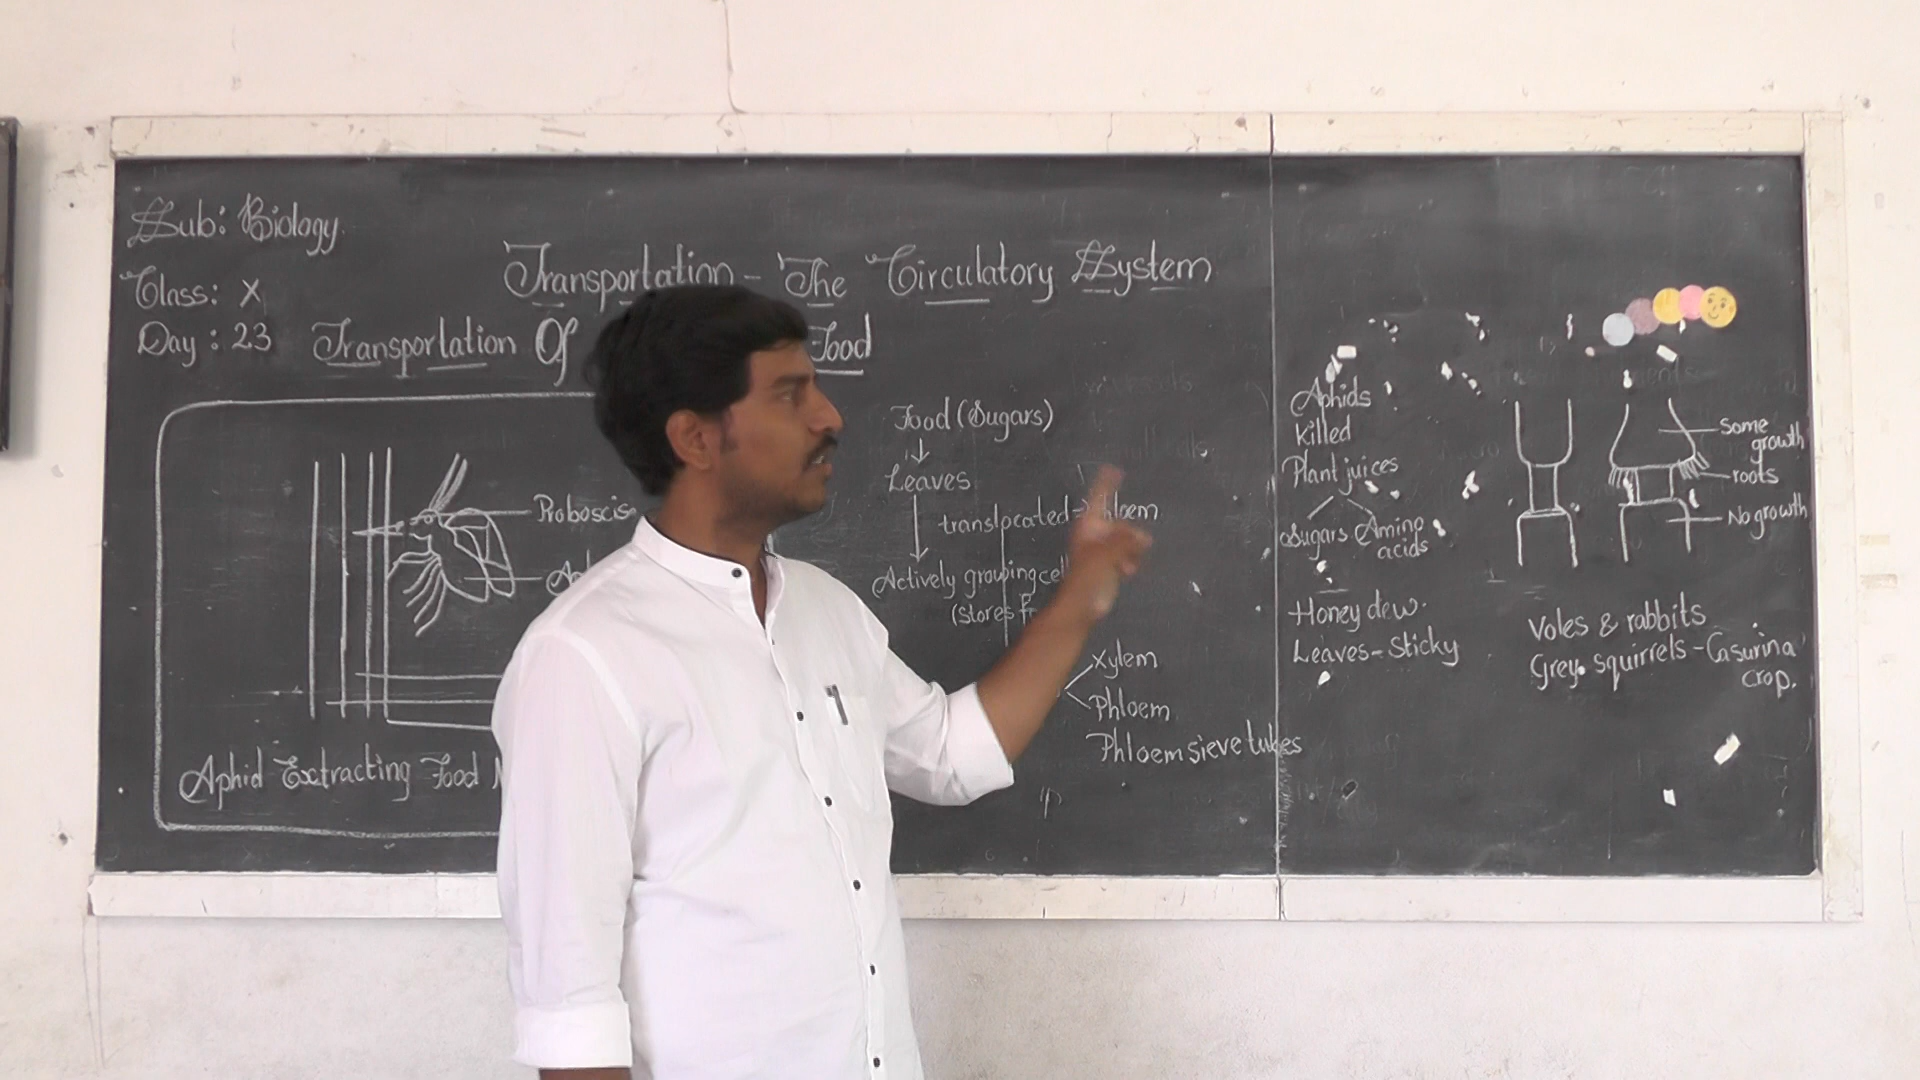 Sub: Biology
Class: X
Day: 23
Transportation - The Circulatory System
Transportation Of
Food
Proboscis
Aphid Extracting Food
Food (Sugars)
Leaves
translocated → Phloem
Actively growing cell
(stores
Xylem
Phloem
Phloem sieve tubes
Aphids
Killed
Plant juices
Sugars Amino
acids
Honey dew.
Leaves - Sticky
Some
growth
roots
No growth
Voles & rabbits
Grey squirrels - Casurina
crop.